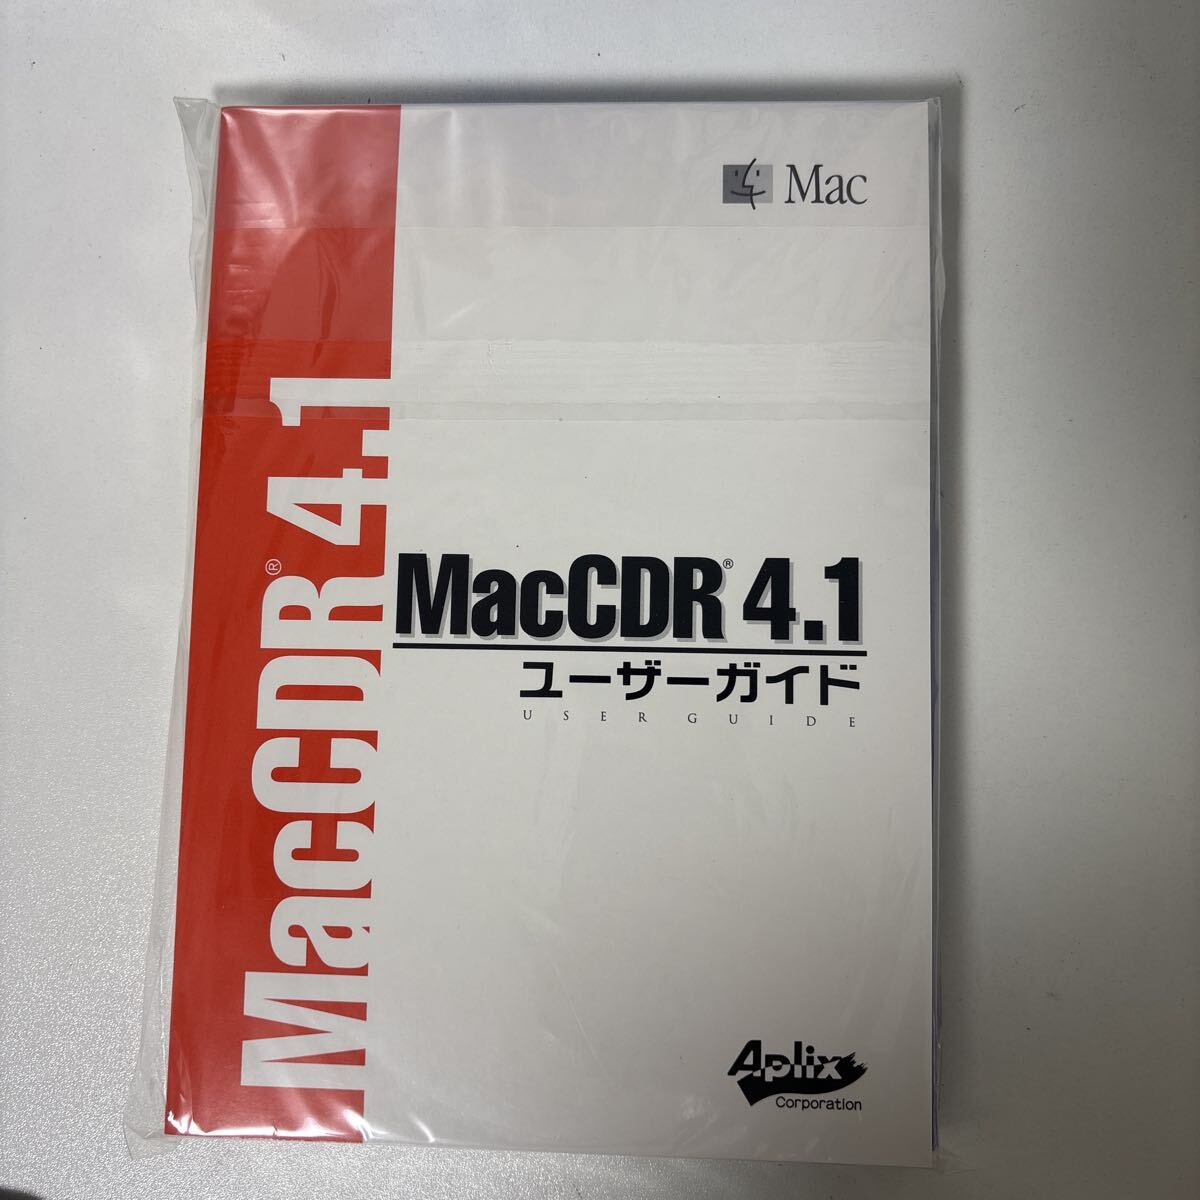 Mac
MacCDR® 4.1
MacCDR® 4.1
ユーザーガイド
USER GUIDE
Aplix
Corporation